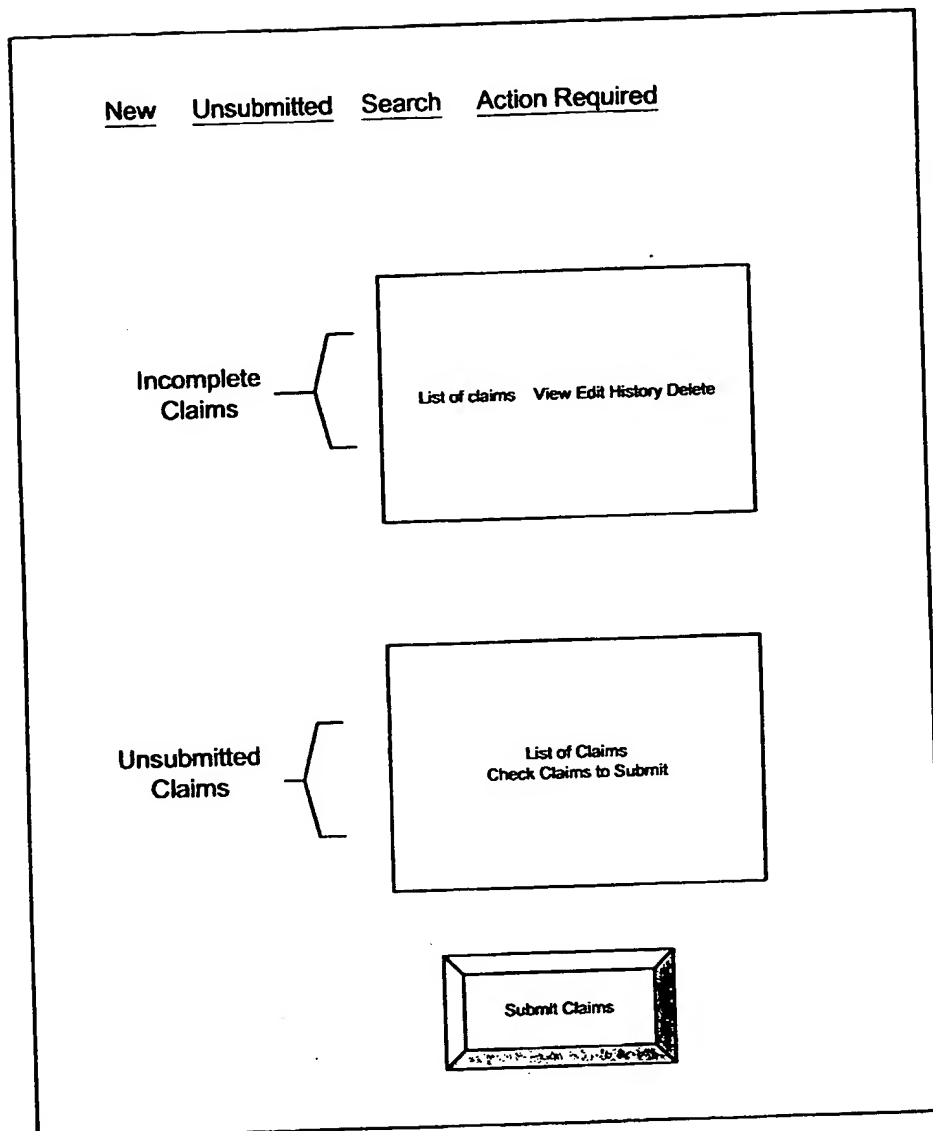 New Unsubmitted Search Action Required
Incomplete
Claims
List of claims View Edit History Delete
Unsubmitted
Claims
List of Claims
Check Claims to Submit
Submit Claims